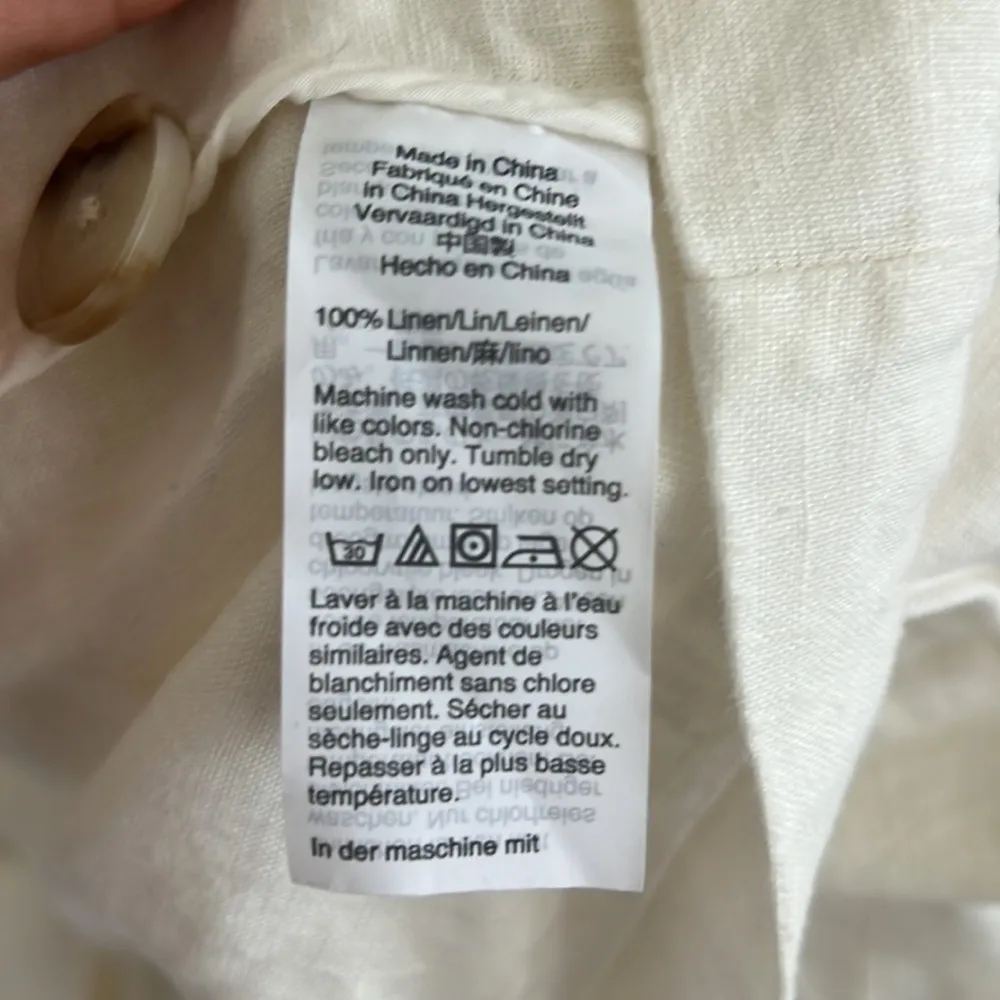 Made in China
Fabriqué en Chine
In China Hergestellt
Vervaardigd in China
中国製
Hecho en China
100% Linen/Lin/Leinen/
Linnen/麻/lino
Machine wash cold with
like colors. Non-chlorine
bleach only. Tumble dry
low. Iron on lowest setting.
30
Laver à la machine à l'eau
froide avec des couleurs
similaires. Agent de
blanchiment sans chlore
seulement. Sécher au
sèche-linge au cycle doux.
Repasser à la plus basse
température.
In der maschine mit